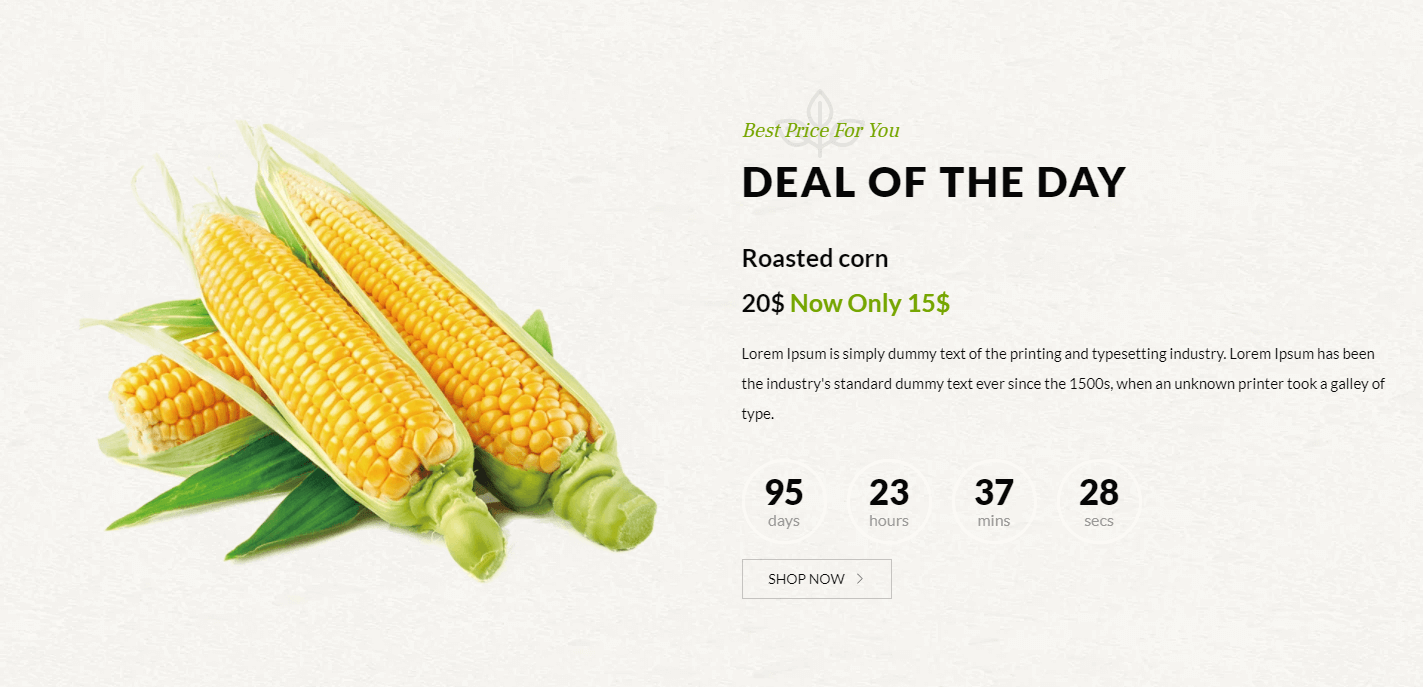 Best Price For You
DEAL OF THE DAY
Roasted corn
20$ Now Only 15$
Lorem Ipsum is simply dummy text of the printing and typesetting industry. Lorem Ipsum has been
the industry's standard dummy text ever since the 1500s, when an unknown printer took a galley of
type.
95 23 37 28
days hours mins secs
SHOP NOW